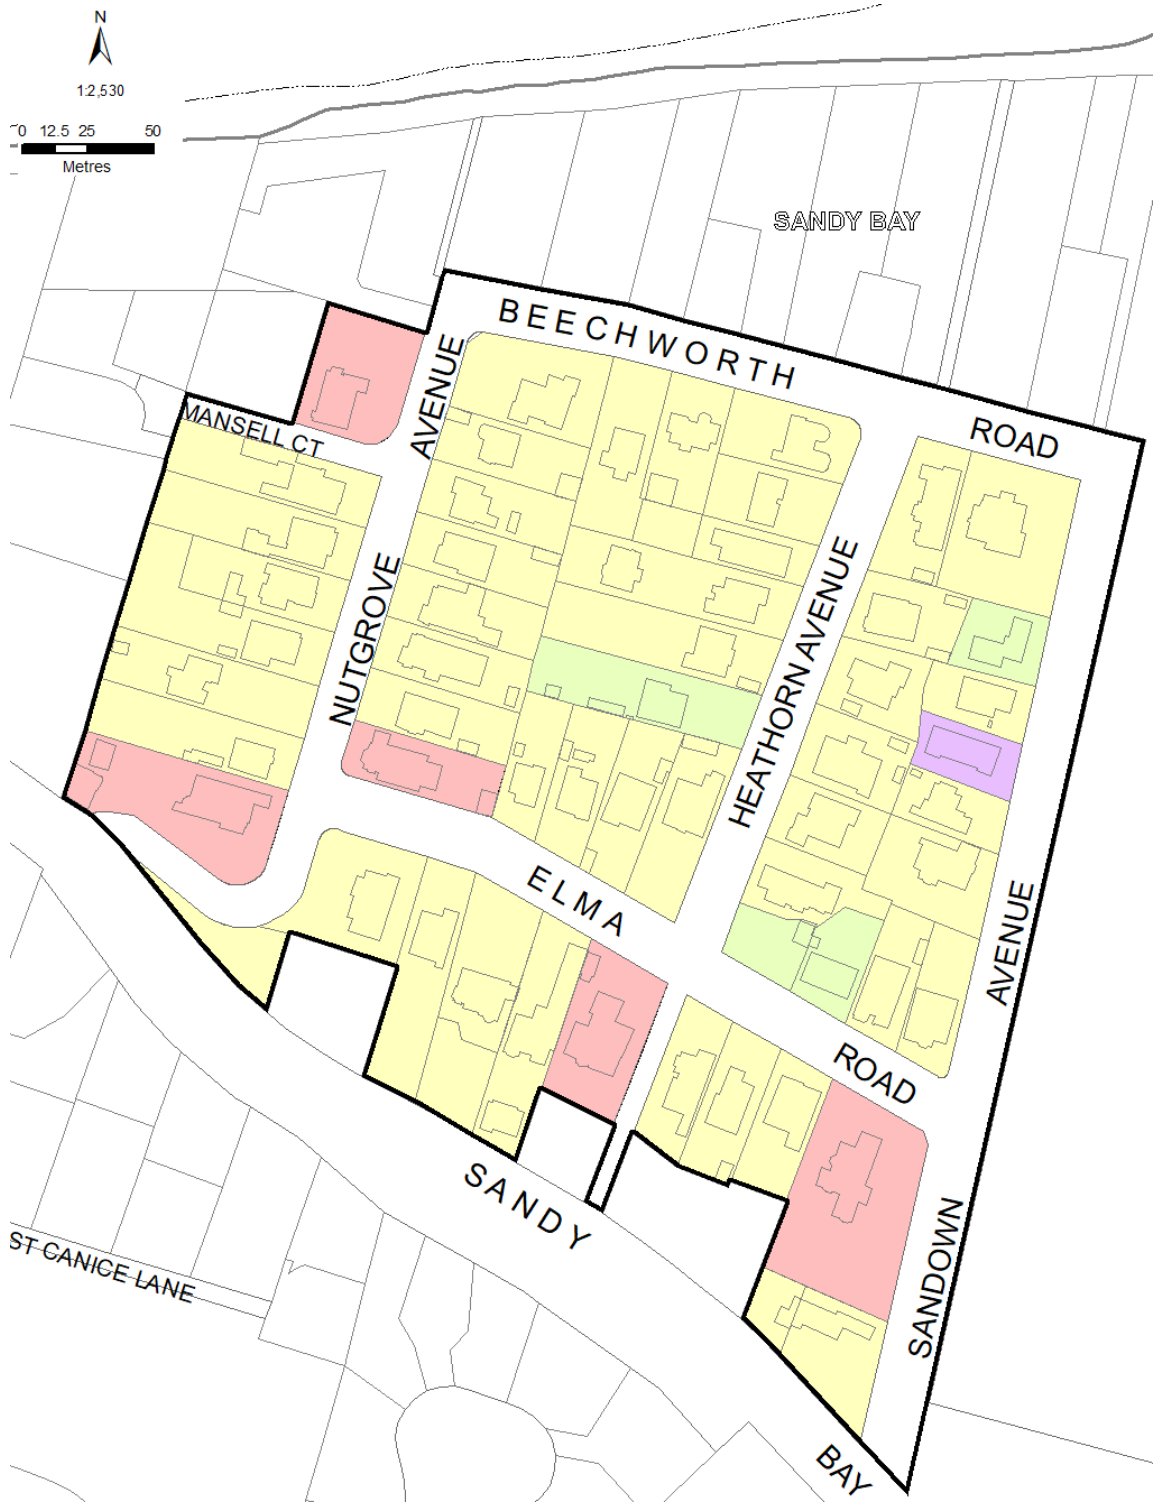 N
1:2,530
0 12.5 25 50
Metres
SANDY BAY
BEECHWORTH
ROAD
AVENUE
MANSELL CT
NUTGROVE
HEATHORN AVENUE
ELMA
AVENUE
ROAD
SANDY
SANDOWN
ST CANICE LANE
BAY